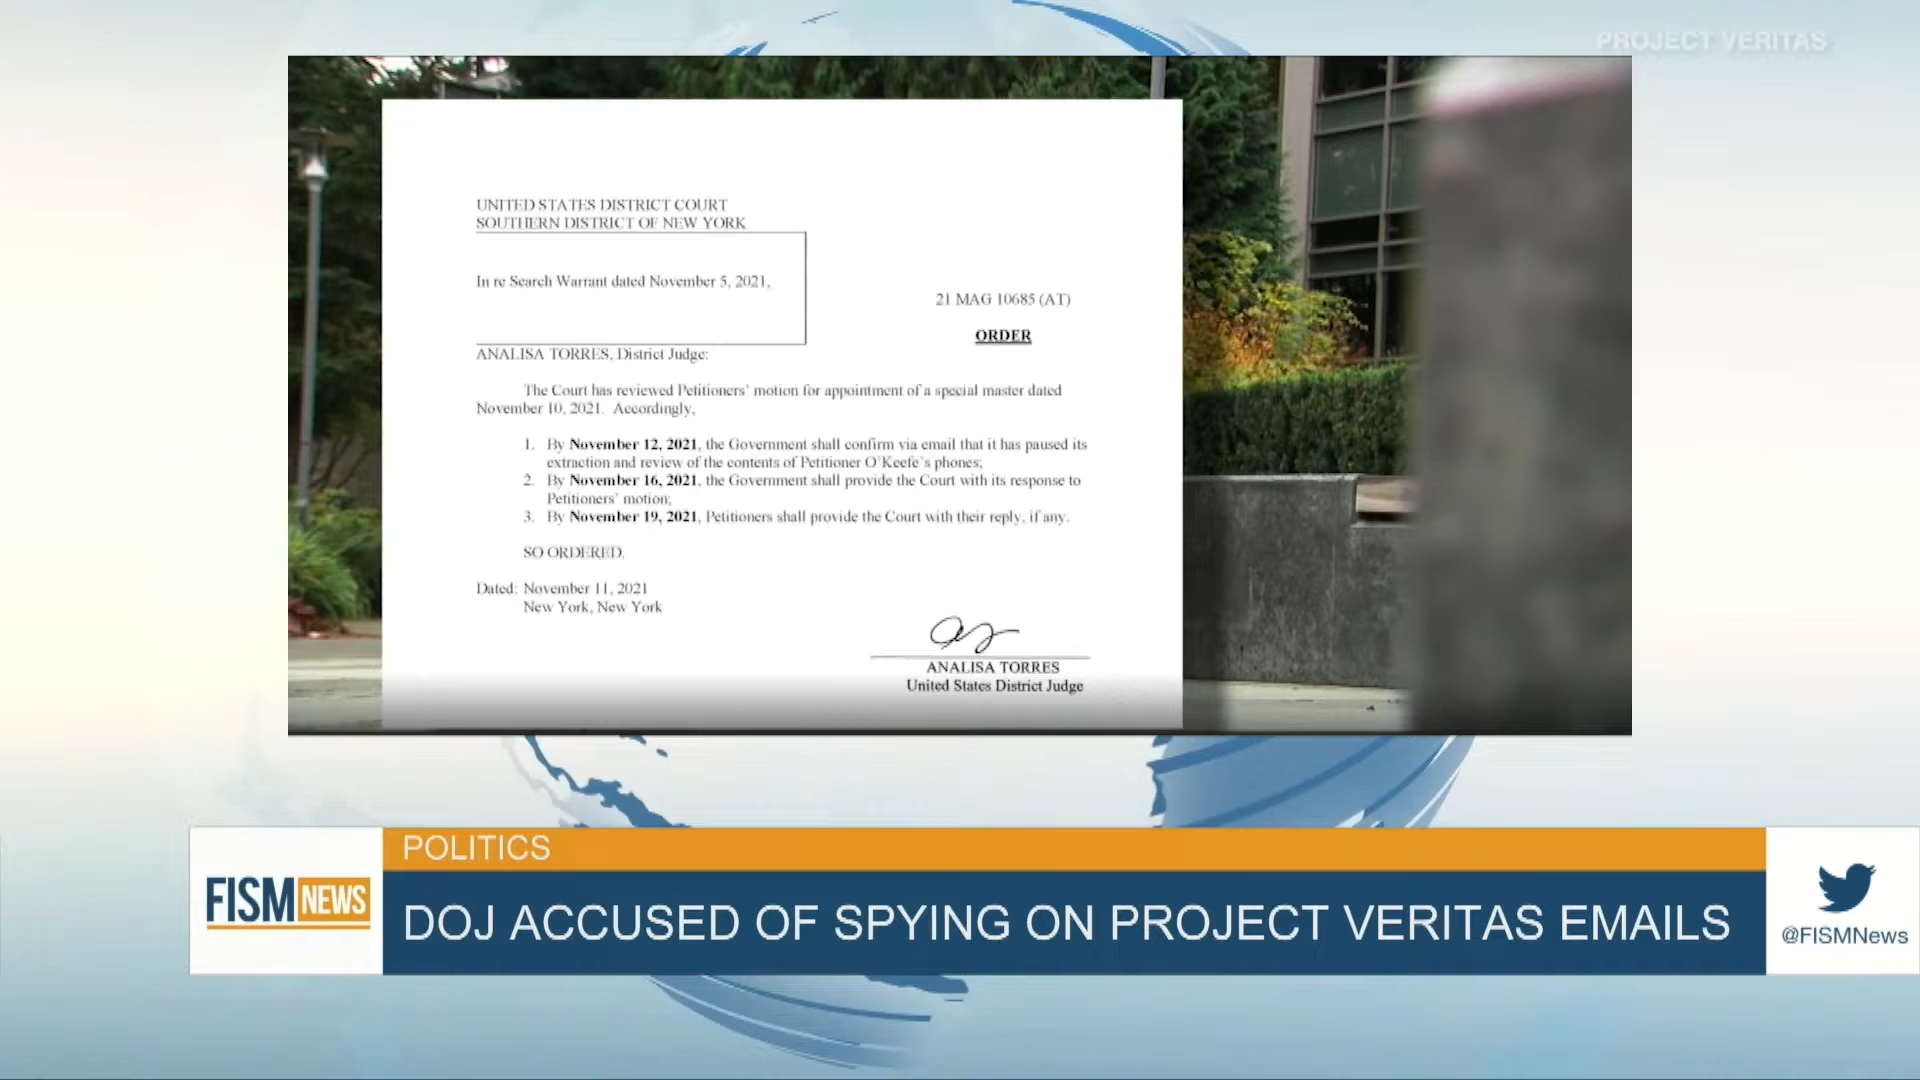 PROJECT VERITAS
UNITED STATES DISTRICT COURT
SOUTHERN DISTRICT OF NEW YORK
In re Search Warrant dated November 5, 2021,
21 MAG 10685 (AT)
ORDER
ANALISA TORRES, District Judge:
The Court has reviewed Petitioners' motion for appointment of a special master dated
November 10, 2021. Accordingly,
1. By November 12, 2021, the Government shall confirm via email that it has paused its
extraction and review of the contents of Petitioner O'Keefe's phones;
2. By November 16, 2021, the Government shall provide the Court with its response to
Petitioners' motion;
3. By November 19, 2021, Petitioners shall provide the Court with their reply, if any.
SO ORDERED.
Dated: November 11, 2021
New York, New York
ANALISA TORRES
United States District Judge
POLITICS
FISM NEWS
DOJ ACCUSED OF SPYING ON PROJECT VERITAS EMAILS
@FISMNews